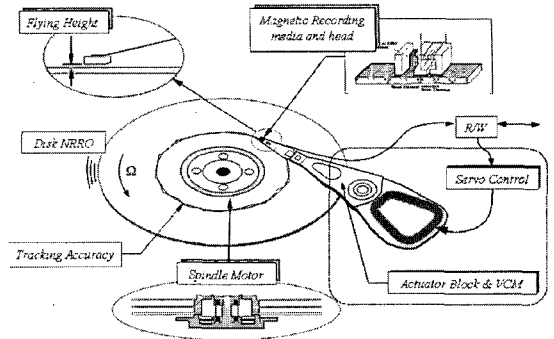 Flying Height
Magnetic Recording
media and head
R/W
Disk NRRO
Ω
Servo Control
Tracking Accuracy
Spindle Motor
Actuator Block & VCM